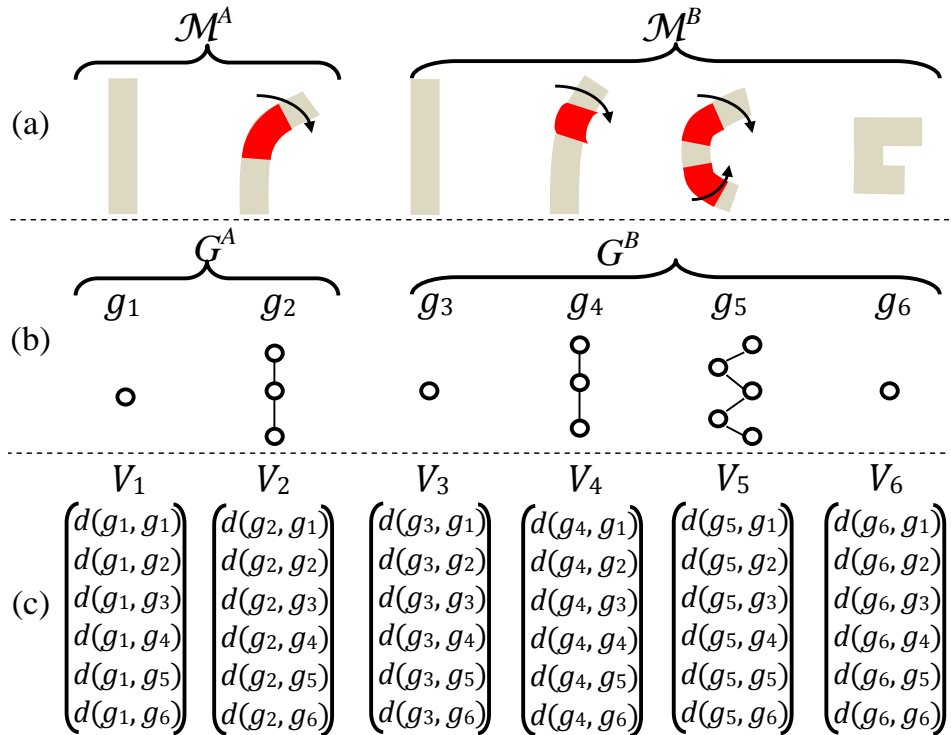 ℳᴬ ℳᴮ
(a)
Gᴬ Gᴮ
g₁ g₂ g₃ g₄ g₅ g₆
(b)
V₁ V₂ V₃ V₄ V₅ V₆
d(g₁, g₁) d(g₂, g₁) d(g₃, g₁) d(g₄, g₁) d(g₅, g₁) d(g₆, g₁)
d(g₁, g₂) d(g₂, g₂) d(g₃, g₂) d(g₄, g₂) d(g₅, g₂) d(g₆, g₂)
d(g₁, g₃) d(g₂, g₃) d(g₃, g₃) d(g₄, g₃) d(g₅, g₃) d(g₆, g₃)
(c)
d(g₁, g₄) d(g₂, g₄) d(g₃, g₄) d(g₄, g₄) d(g₅, g₄) d(g₆, g₄)
d(g₁, g₅) d(g₂, g₅) d(g₃, g₅) d(g₄, g₅) d(g₅, g₅) d(g₆, g₅)
d(g₁, g₆) d(g₂, g₆) d(g₃, g₆) d(g₄, g₆) d(g₅, g₆) d(g₆, g₆)